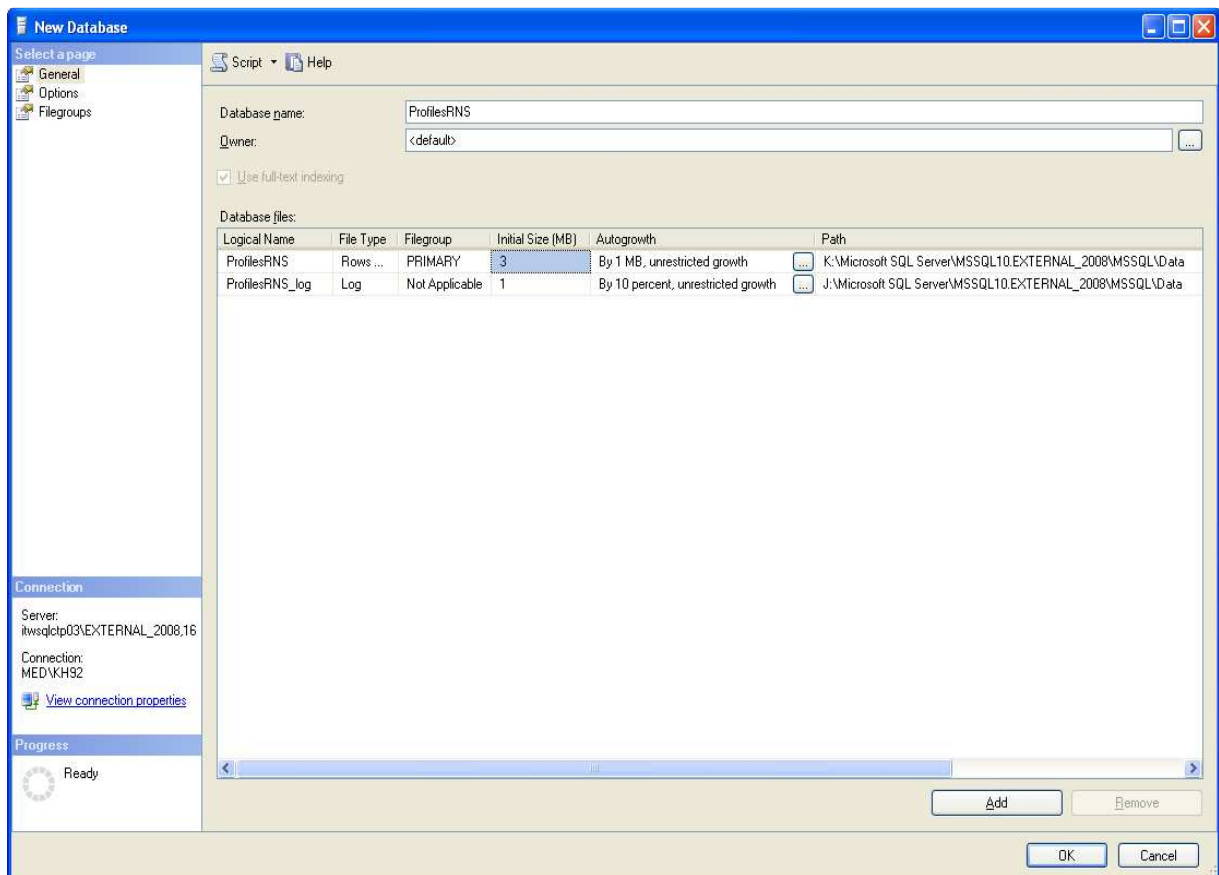 New Database
Select a page
General
Options
Filegroups
Script Help
Database name: ProfilesRNS
Owner: <default> ...
Use full-text indexing
Database files:
Logical Name File Type Filegroup Initial Size (MB) Autogrowth Path
ProfilesRNS Rows ... PRIMARY 3 By 1 MB, unrestricted growth ... K:\Microsoft SQL Server\MSSQL10.EXTERNAL_2008\MSSQL\Data
ProfilesRNS_log Log Not Applicable 1 By 10 percent, unrestricted growth ... J:\Microsoft SQL Server\MSSQL10.EXTERNAL_2008\MSSQL\Data
Connection
Server:
itwsqlctp03\EXTERNAL_2008,16
Connection:
MED\KH92
View connection properties
Progress
Ready
Add Remove
OK Cancel